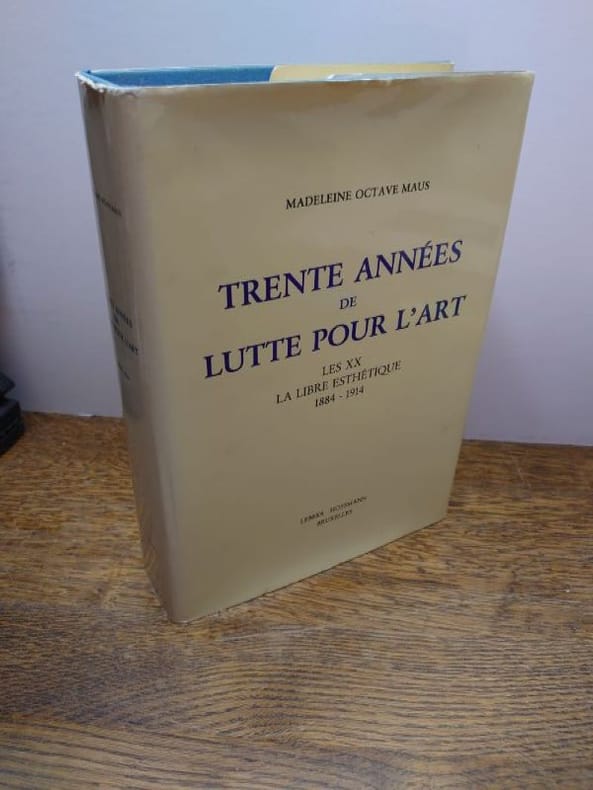 MADELEINE OCTAVE MAUS
TRENTE ANNÉES
DE
LUTTE POUR L'ART
LES XX
LA LIBRE ESTHÉTIQUE
1884 - 1914
LEBEER HOSSMANN
BRUXELLES